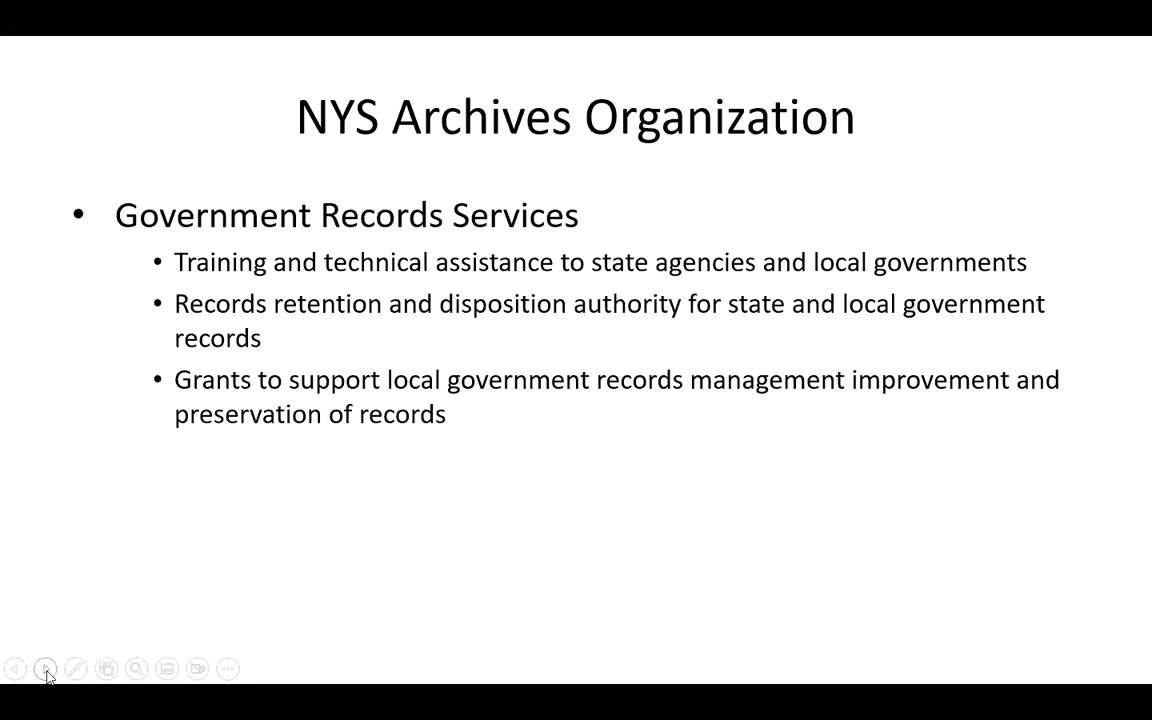 NYS Archives Organization
• Government Records Services
• Training and technical assistance to state agencies and local governments
• Records retention and disposition authority for state and local government
records
• Grants to support local government records management improvement and
preservation of records